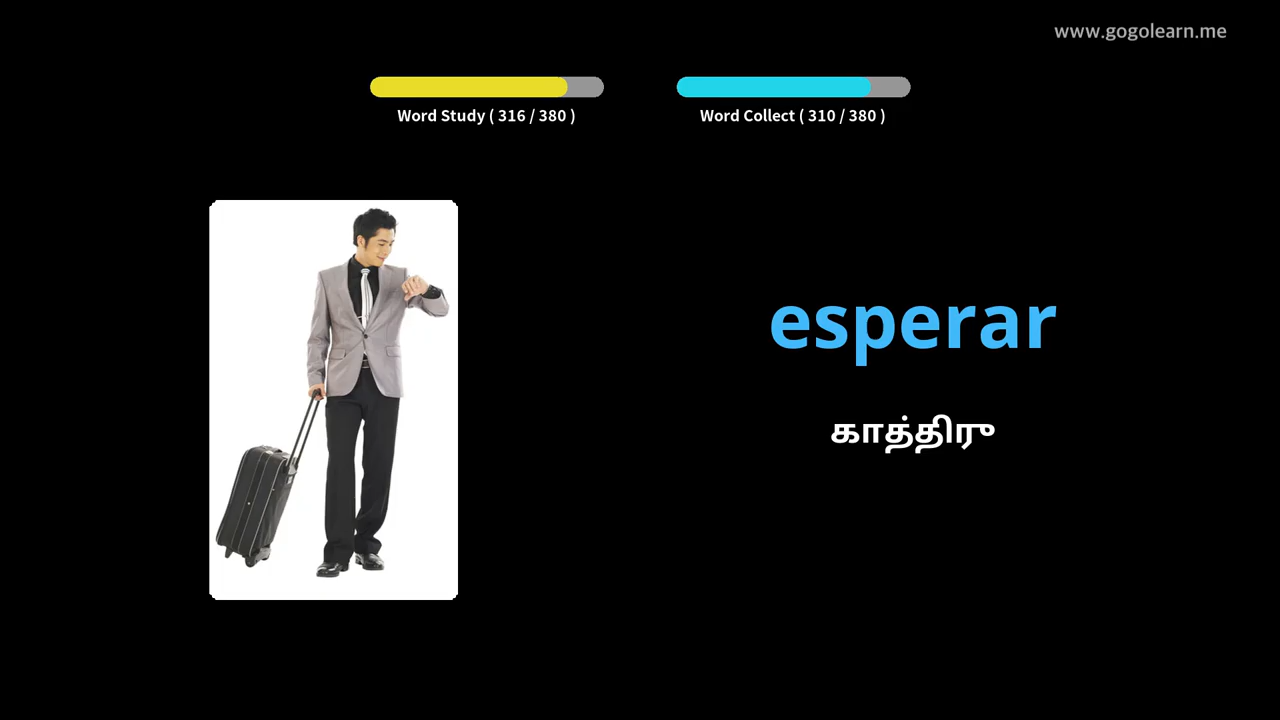 www.gogolearn.me
Word Study ( 316 / 380 )
Word Collect ( 310 / 380 )
esperar
காத்திரு